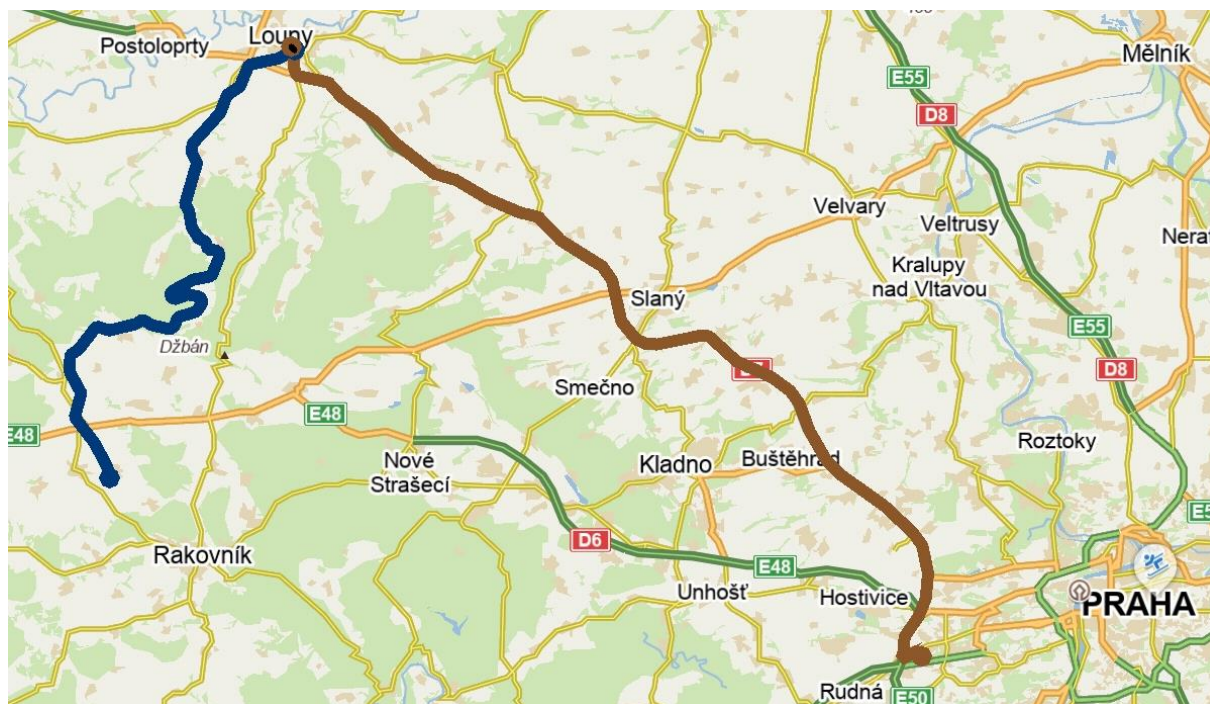 Postoloprty
Louny
Mělník
E55
D8
Velvary
Veltrusy
Kralupy
nad Vltavou
Slaný
E55
D8
Džbán
Smečno
E48
E48
Roztoky
Nové
Strašecí
Kladno
Buštěhrad
D6
Rakovník
E48
Unhošť
Hostivice
PRAHA
Rudná
E50